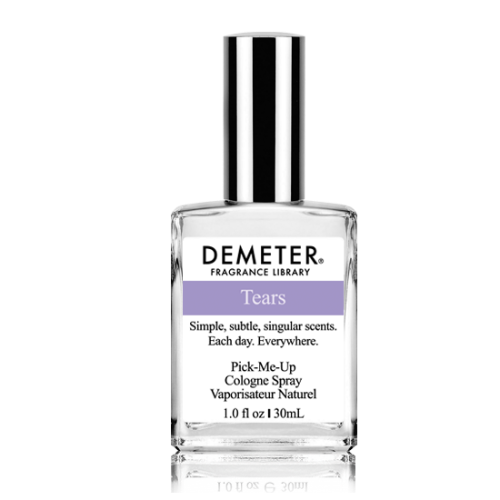 DEMETER®
FRAGRANCE LIBRARY
Tears
Simple, subtle, singular scents.
Each day. Everywhere.
Pick-Me-Up
Cologne Spray
Vaporisateur Naturel
1.0 fl oz I 30mL